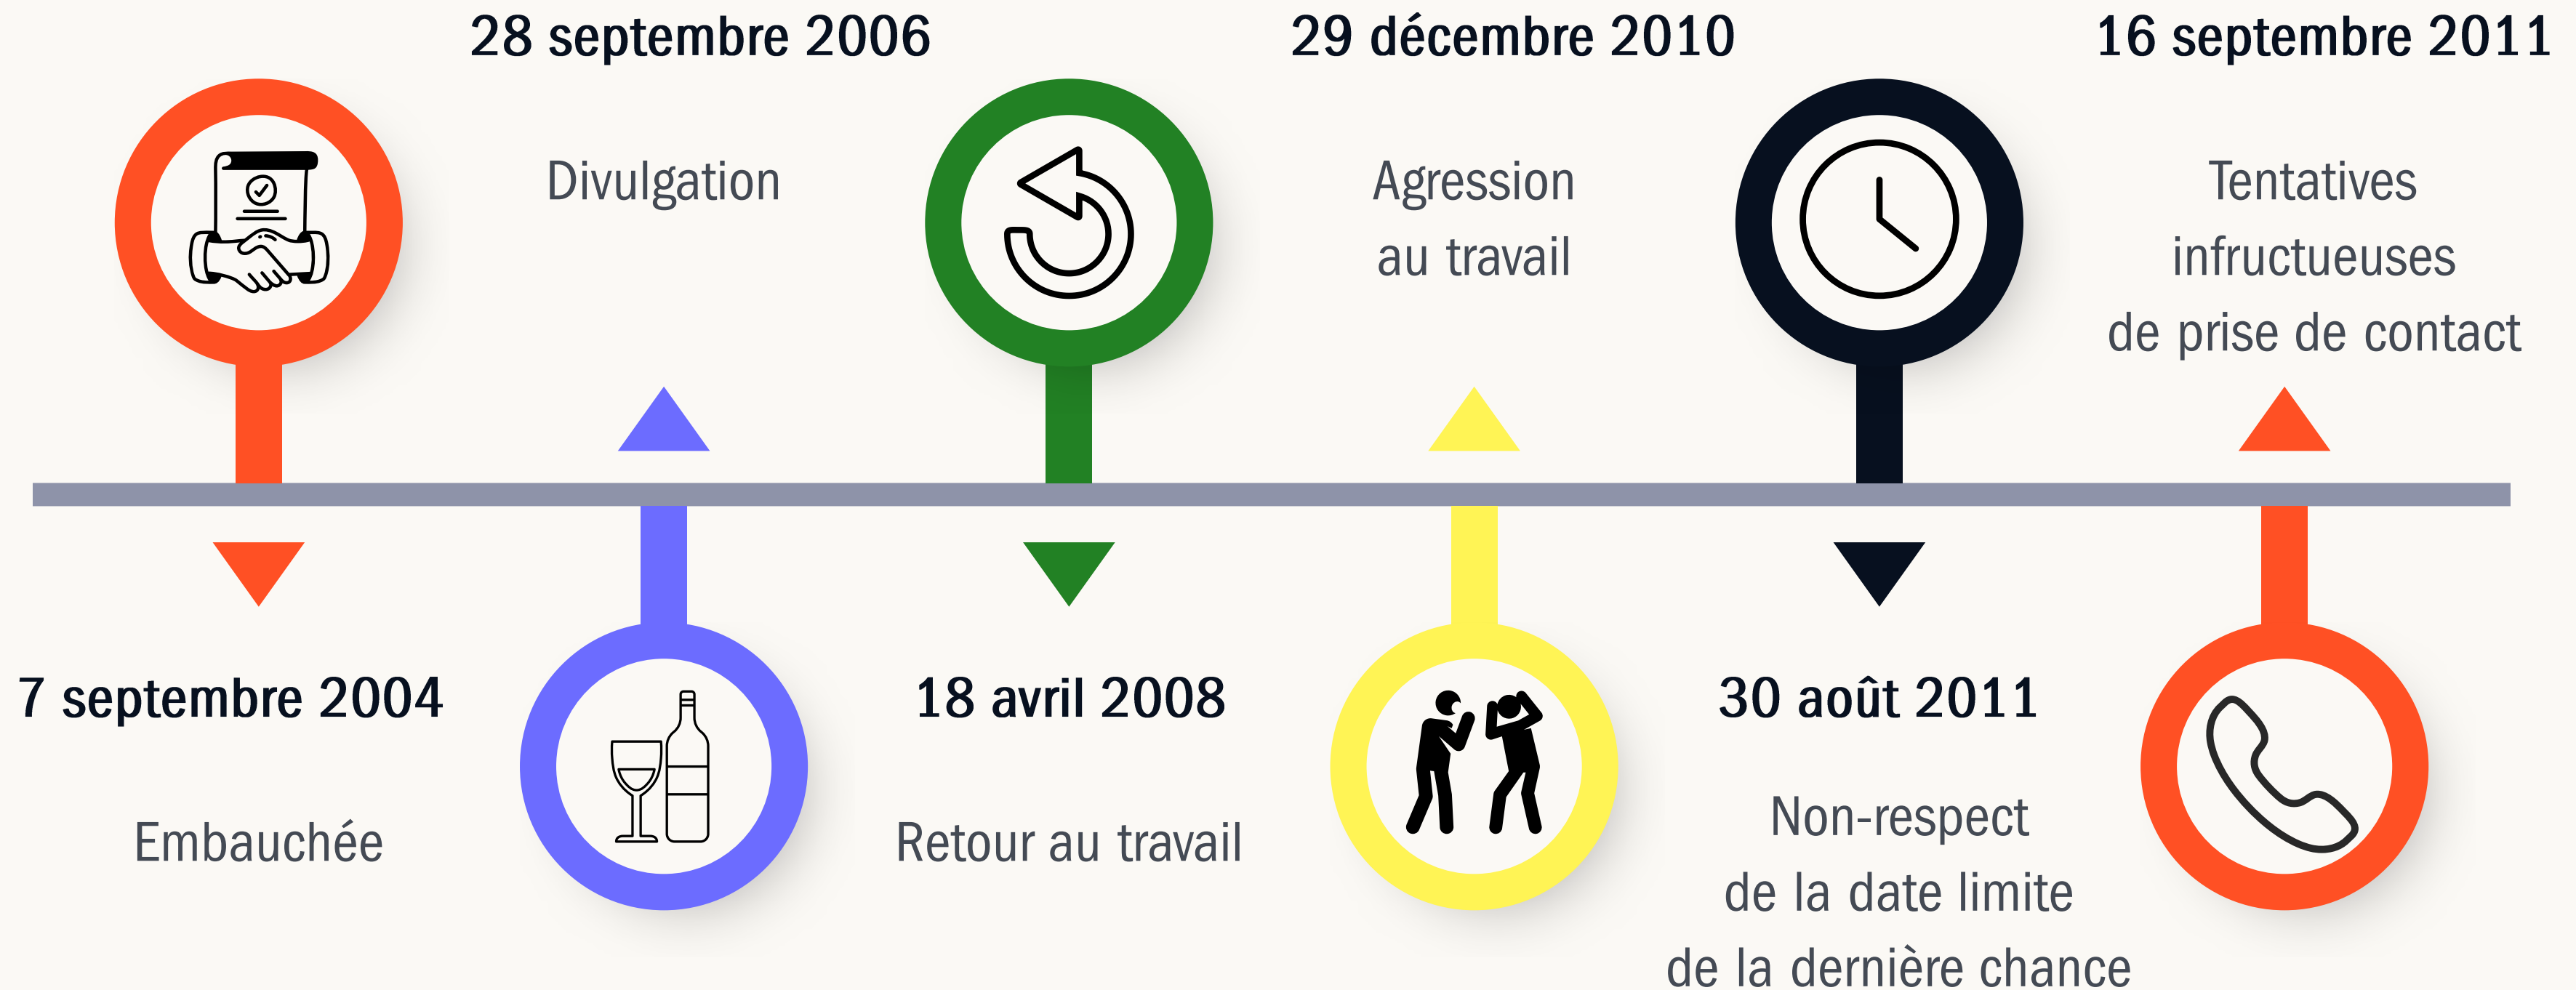 7 septembre 2004
Embauchée
28 septembre 2006
Divulgation
18 avril 2008
Retour au travail
29 décembre 2010
Agression
au travail
30 août 2011
Non-respect
de la date limite
de la dernière chance
16 septembre 2011
Tentatives
infructueuses
de prise de contact